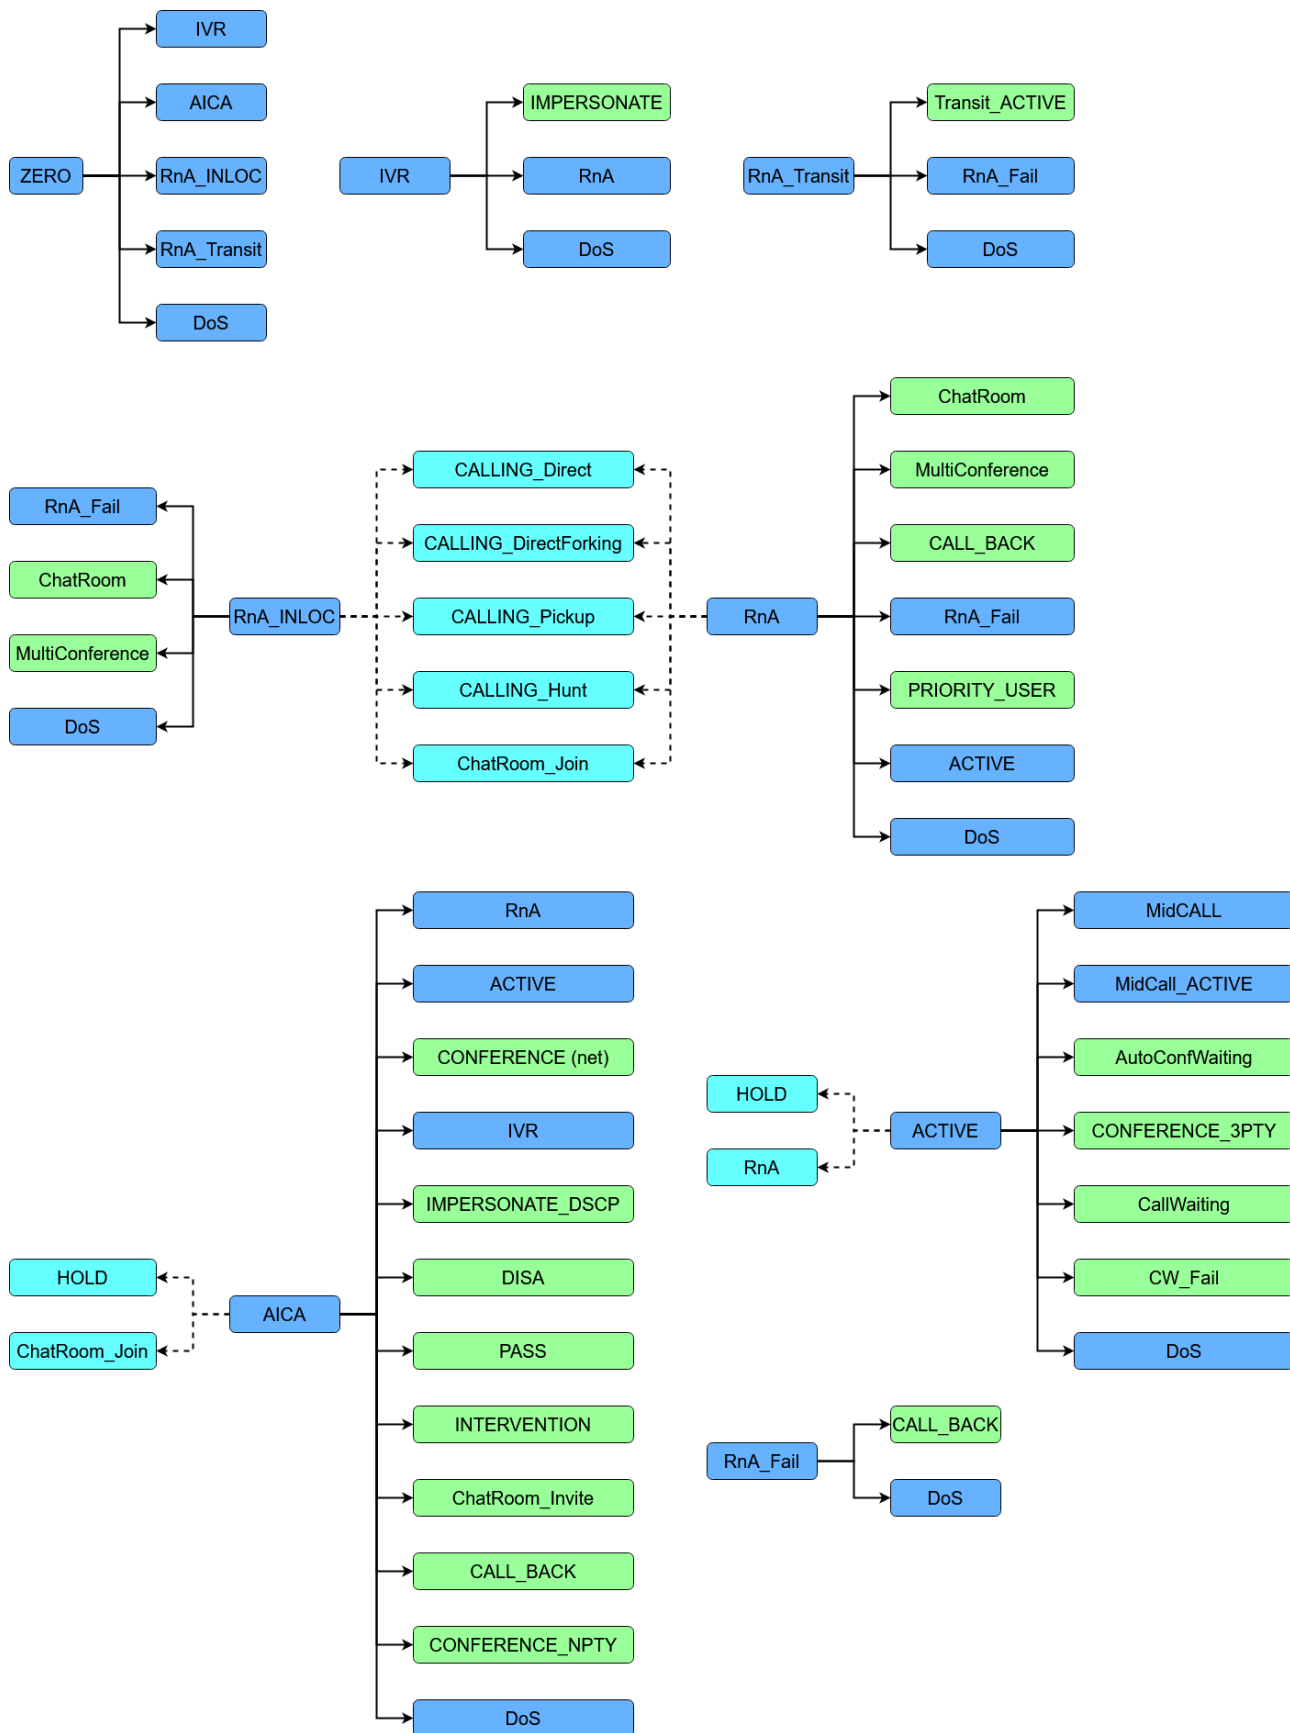 IVR
AICA
ZERO
RnA_INLOC
RnA_Transit
DoS
IMPERSONATE
IVR
RnA
DoS
Transit_ACTIVE
RnA_Transit
RnA_Fail
DoS
RnA_Fail
ChatRoom
MultiConference
DoS
RnA_INLOC
CALLING_Direct
CALLING_DirectForking
CALLING_Pickup
CALLING_Hunt
ChatRoom_Join
RnA
ChatRoom
MultiConference
CALL_BACK
RnA_Fail
PRIORITY_USER
ACTIVE
DoS
HOLD
ChatRoom_Join
AICA
RnA
ACTIVE
CONFERENCE (net)
IVR
IMPERSONATE_DSCP
DISA
PASS
INTERVENTION
ChatRoom_Invite
CALL_BACK
CONFERENCE_NPTY
DoS
HOLD
RnA
ACTIVE
MidCALL
MidCall_ACTIVE
AutoConfWaiting
CONFERENCE_3PTY
CallWaiting
CW_Fail
DoS
RnA_Fail
CALL_BACK
DoS